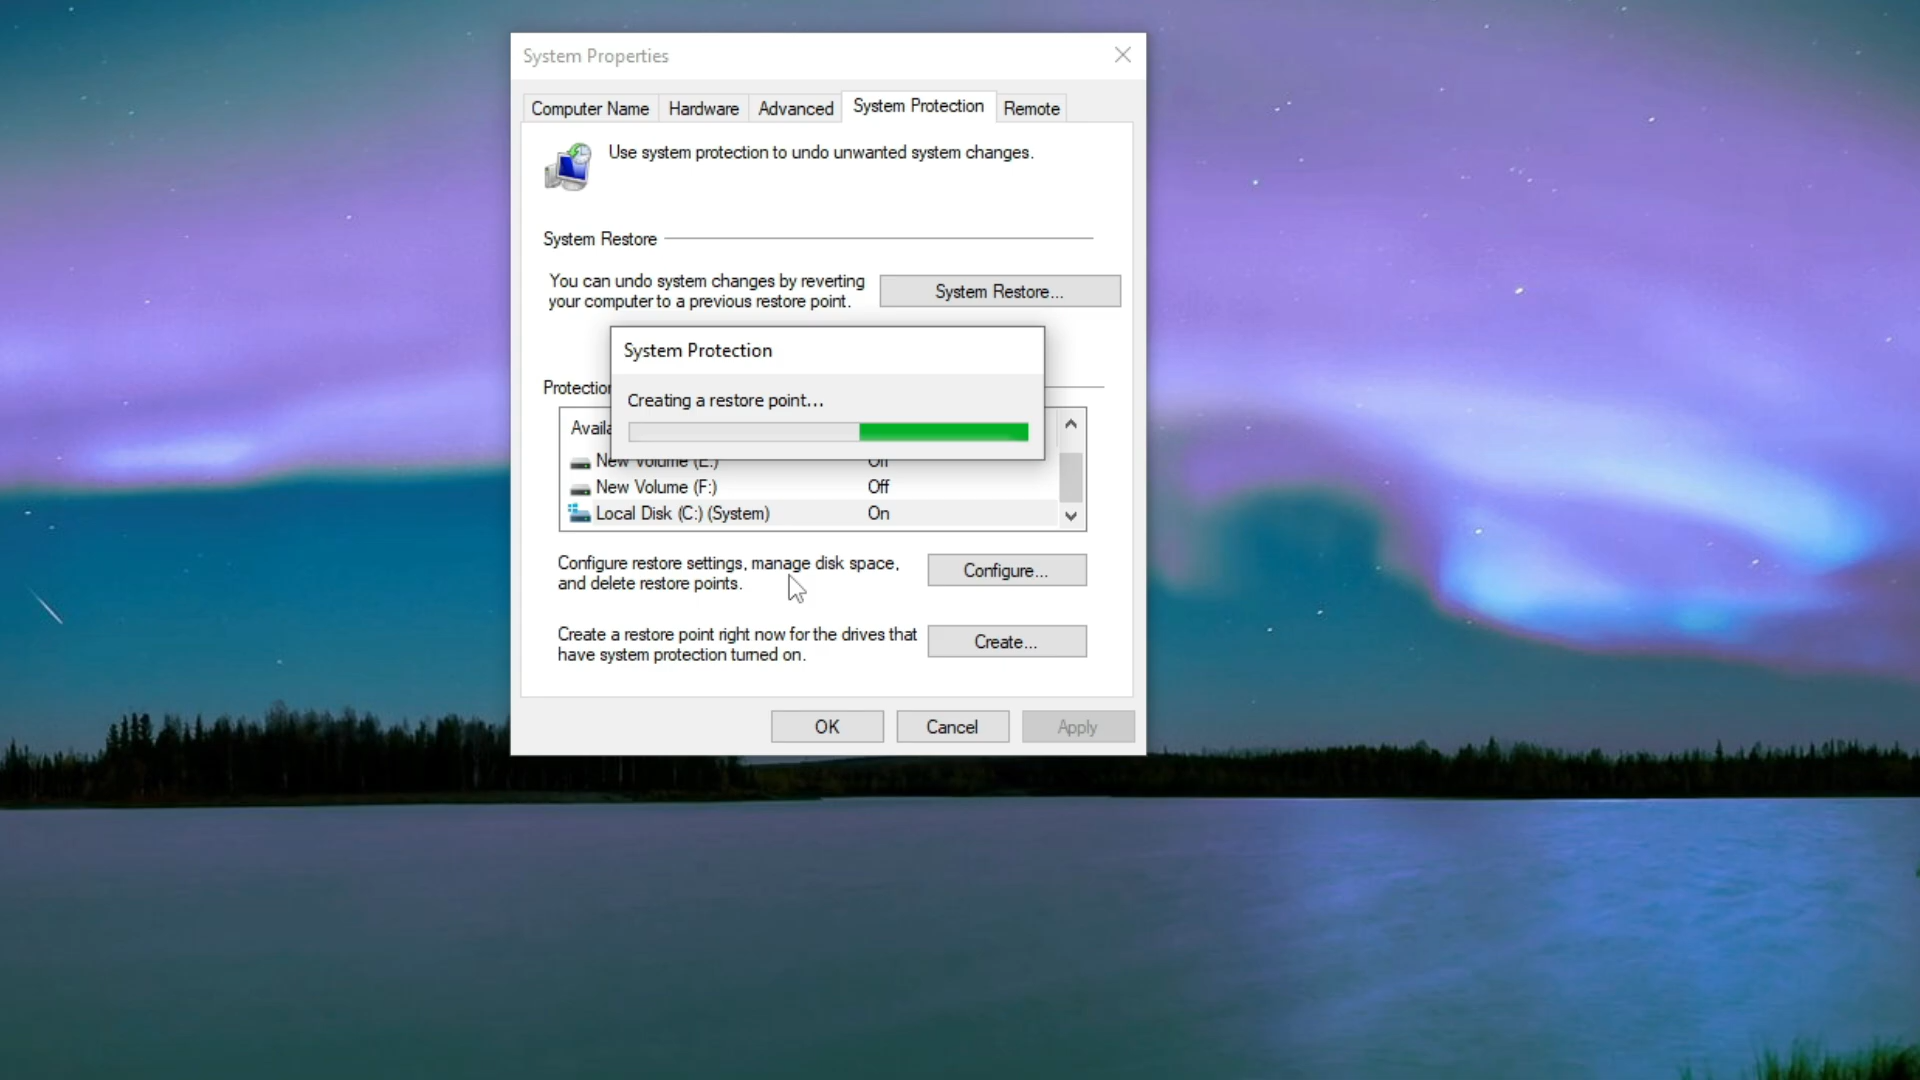 System Properties
Computer Name
Hardware
Advanced
System Protection
Remote
Use system protection to undo unwanted system changes.
System Restore
You can undo system changes by reverting
your computer to a previous restore point.
System Restore...
System Protection
Creating a restore point...
Protection
New Volume (E:)
Off
New Volume (F:)
Off
Local Disk (C:) (System)
On
Configure restore settings, manage disk space,
and delete restore points.
Configure...
Create a restore point right now for the drives that
have system protection turned on.
Create...
OK
Cancel
Apply